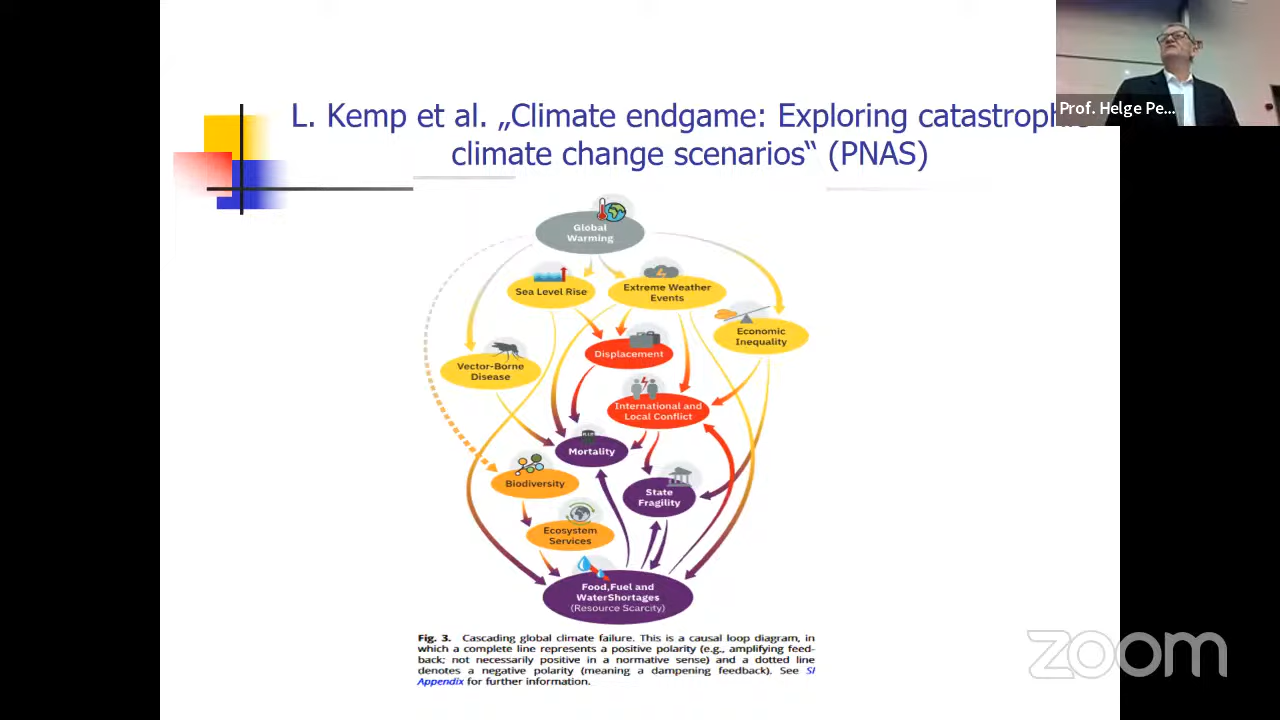 L. Kemp et al. „Climate endgame: Exploring catastrophic
climate change scenarios“ (PNAS)
Prof. Helge Pe...
Global
Warming
Sea Level Rise
Extreme Weather
Events
Economic
Inequality
Displacement
Vector-Borne
Disease
International and
Local Conflict
Mortality
Biodiversity
State
Fragility
Ecosystem
Services
Food,Fuel and
WaterShortages
(Resource Scarcity)
Fig. 3. Cascading global climate failure. This is a causal loop diagram, in
which a complete line represents a positive polarity (e.g., amplifying feed-
back; not necessarily positive in a normative sense) and a dotted line
denotes a negative polarity (meaning a dampening feedback). See SI
Appendix for further information.
zoom